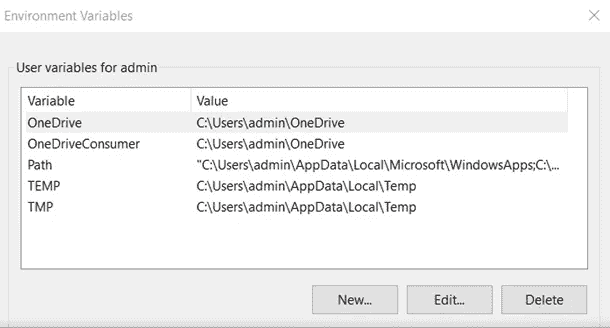 Environment Variables
User variables for admin
Variable Value
OneDrive C:\Users\admin\OneDrive
OneDriveConsumer C:\Users\admin\OneDrive
Path "C:\Users\admin\AppData\Local\Microsoft\WindowsApps;C:\...
TEMP C:\Users\admin\AppData\Local\Temp
TMP C:\Users\admin\AppData\Local\Temp
New... Edit... Delete